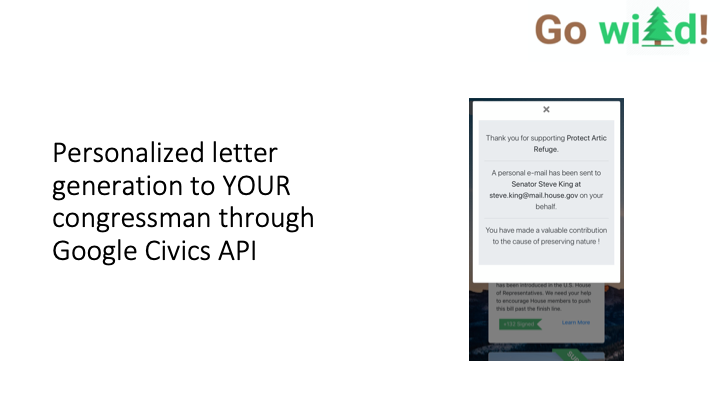 Go wild!
Personalized letter
generation to YOUR
congressman through
Google Civics API
×
Thank you for supporting Protect Artic
Refuge.
A personal e-mail has been sent to
Senator Steve King at
steve.king@mail.house.gov on your
behalf.
You have made a valuable contribution
to the cause of preserving nature !
has been introduced in the U.S. House
of Representatives. We need your help
to encourage House members to push
this bill past the finish line.
Signed
Learn More